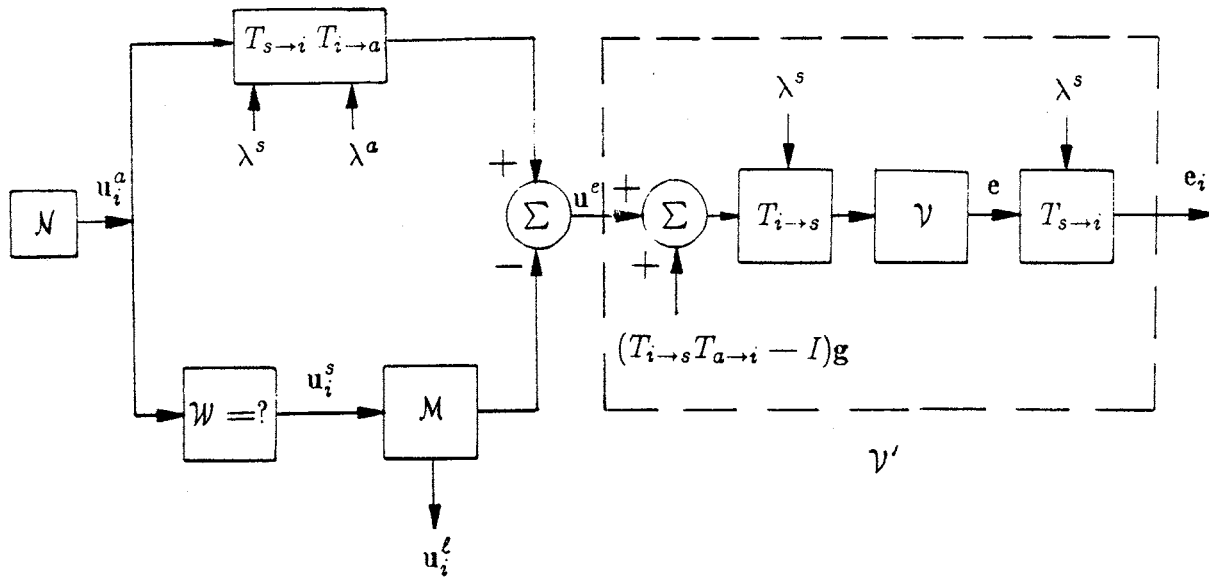 T_{s→i} T_{i→a}
λ^s
λ^a
𝒩
u_i^a
+
Σ
−
u^e
+
Σ
+
(T_{i→s}T_{a→i} − I)g
λ^s
T_{i→s}
𝒱
e
λ^s
T_{s→i}
e_i
𝒲 =?
u_i^s
ℳ
u_i^ℓ
𝒱′